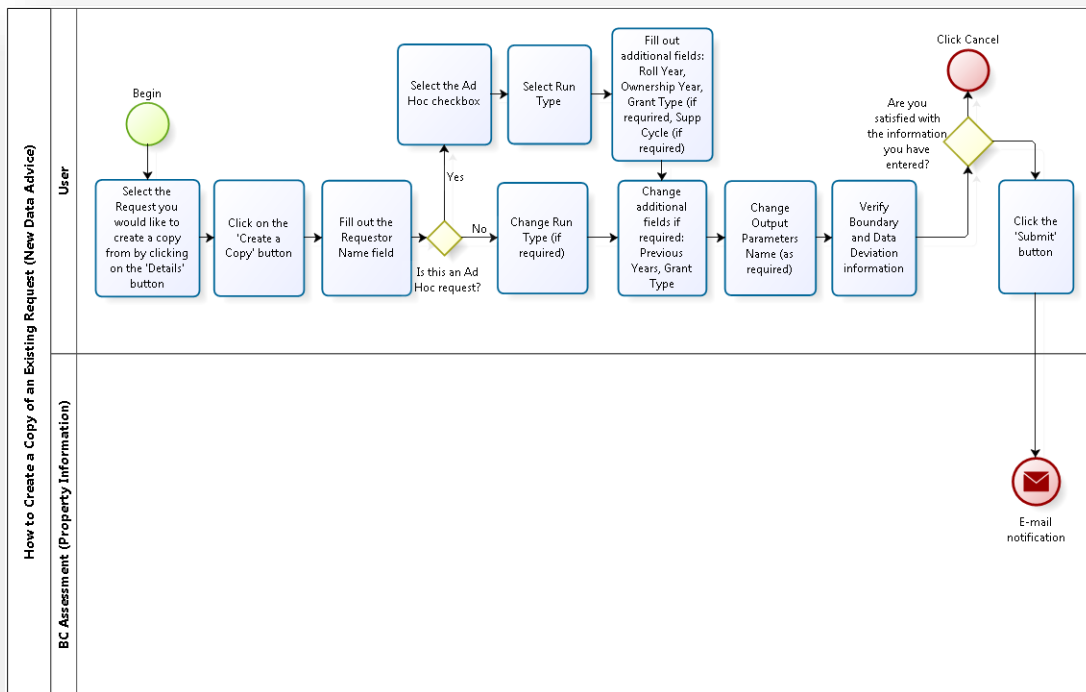 How to Create a Copy of an Existing Request (New Data Advice)
User
BC Assessment (Property Information)
Begin
Select the
Request you
would like to
create a copy
from by clicking
on the 'Details'
button
Click on the
'Create a
Copy' button
Fill out the
Requestor
Name field
Is this an Ad
Hoc request?
Yes
No
Select the Ad
Hoc checkbox
Select Run
Type
Fill out
additional fields:
Roll Year,
Ownership Year,
Grant Type (if
requrired, Supp
Cycle (if
required)
Change Run
Type (if
required)
Change
additional
fields if
required:
Previous
Years, Grant
Type
Change
Output
Parameters
Name (as
required)
Verify
Boundary
and Data
Deviation
information
Are you
satisfied with
the information
you have
entered?
Click Cancel
Click the
'Submit'
button
E-mail
notification